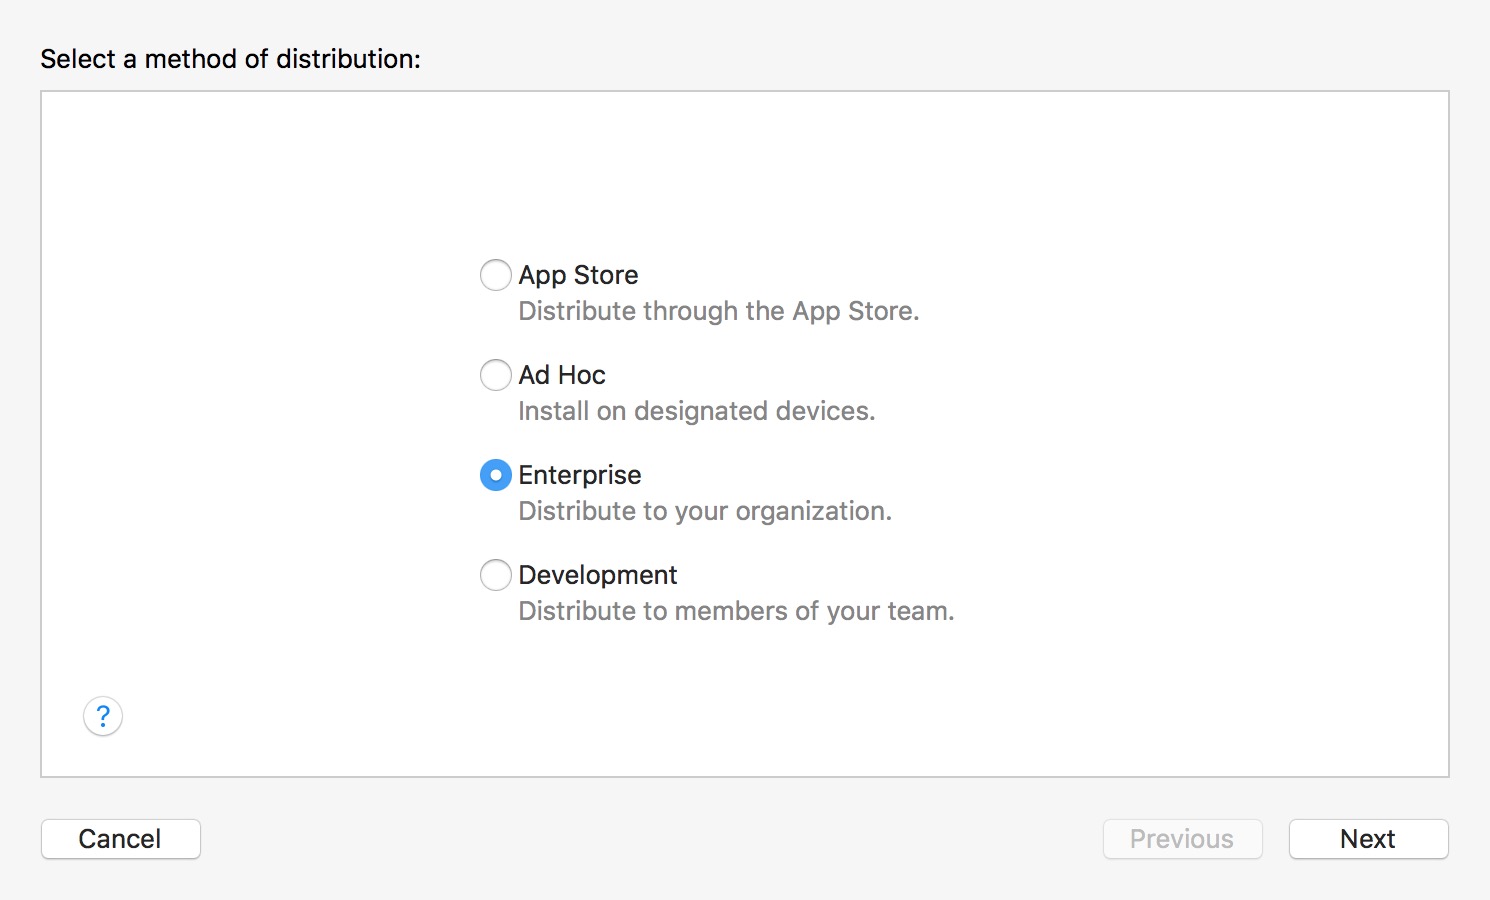 Select a method of distribution:
App Store
Distribute through the App Store.
Ad Hoc
Install on designated devices.
Enterprise
Distribute to your organization.
Development
Distribute to members of your team.
?
Cancel
Previous
Next